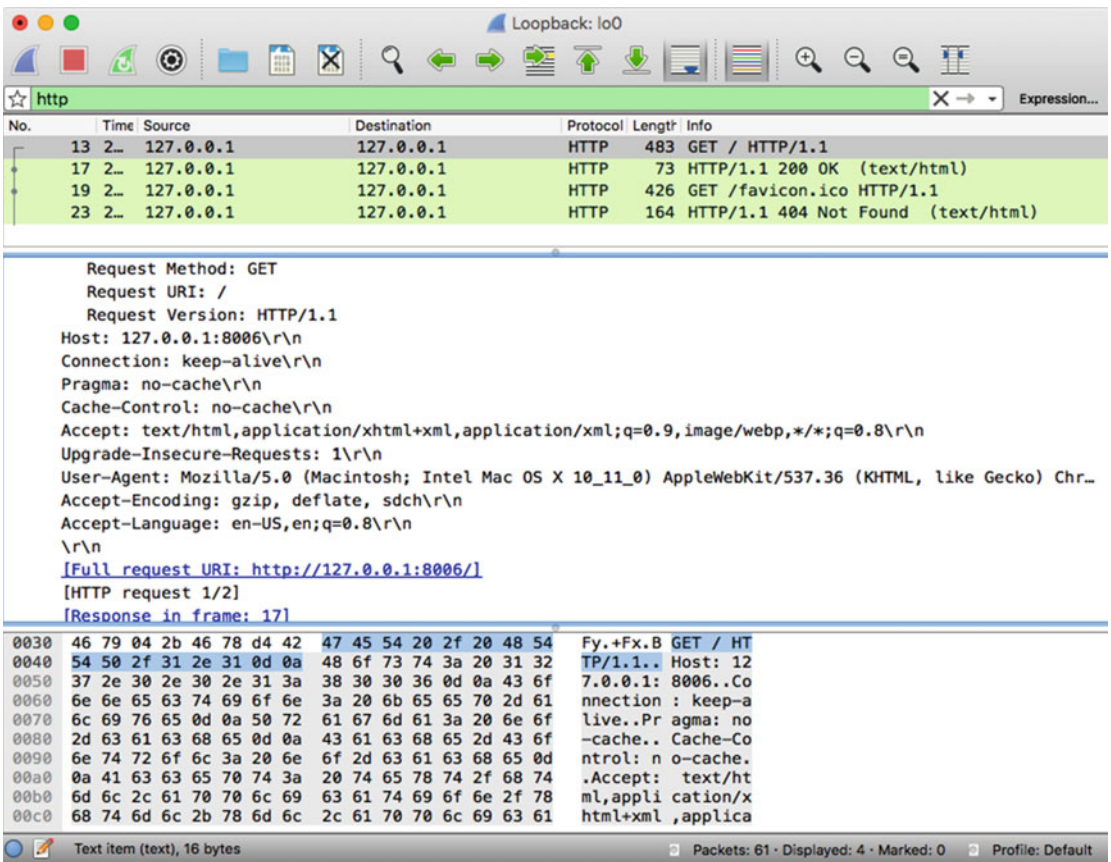 Loopback: lo0
http
Expression...
No. Time Source Destination Protocol Length Info
13 2... 127.0.0.1 127.0.0.1 HTTP 483 GET / HTTP/1.1
17 2... 127.0.0.1 127.0.0.1 HTTP 73 HTTP/1.1 200 OK (text/html)
19 2... 127.0.0.1 127.0.0.1 HTTP 426 GET /favicon.ico HTTP/1.1
23 2... 127.0.0.1 127.0.0.1 HTTP 164 HTTP/1.1 404 Not Found (text/html)
Request Method: GET
Request URI: /
Request Version: HTTP/1.1
Host: 127.0.0.1:8006\r\n
Connection: keep-alive\r\n
Pragma: no-cache\r\n
Cache-Control: no-cache\r\n
Accept: text/html,application/xhtml+xml,application/xml;q=0.9,image/webp,*/*;q=0.8\r\n
Upgrade-Insecure-Requests: 1\r\n
User-Agent: Mozilla/5.0 (Macintosh; Intel Mac OS X 10_11_0) AppleWebKit/537.36 (KHTML, like Gecko) Chr...
Accept-Encoding: gzip, deflate, sdch\r\n
Accept-Language: en-US,en;q=0.8\r\n
\r\n
[Full request URI: http://127.0.0.1:8006/]
[HTTP request 1/2]
[Response in frame: 17]
0030 46 79 04 2b 46 78 d4 42 47 45 54 20 2f 20 48 54 Fy.+Fx.B GET / HT
0040 54 50 2f 31 2e 31 0d 0a 48 6f 73 74 3a 20 31 32 TP/1.1.. Host: 12
0050 37 2e 30 2e 30 2e 31 3a 38 30 30 36 0d 0a 43 6f 7.0.0.1: 8006..Co
0060 6e 6e 65 63 74 69 6f 6e 3a 20 6b 65 65 70 2d 61 nnection : keep-a
0070 6c 69 76 65 0d 0a 50 72 61 67 6d 61 3a 20 6e 6f live..Pr agma: no
0080 2d 63 61 63 68 65 0d 0a 43 61 63 68 65 2d 43 6f -cache.. Cache-Co
0090 6e 74 72 6f 6c 3a 20 6e 6f 2d 63 61 63 68 65 0d ntrol: n o-cache.
00a0 0a 41 63 63 65 70 74 3a 20 74 65 78 74 2f 68 74 .Accept: text/ht
00b0 6d 6c 2c 61 70 70 6c 69 63 61 74 69 6f 6e 2f 78 ml,appli cation/x
00c0 68 74 6d 6c 2b 78 6d 6c 2c 61 70 70 6c 69 63 61 html+xml ,applica
Text item (text), 16 bytes
Packets: 61 · Displayed: 4 · Marked: 0
Profile: Default